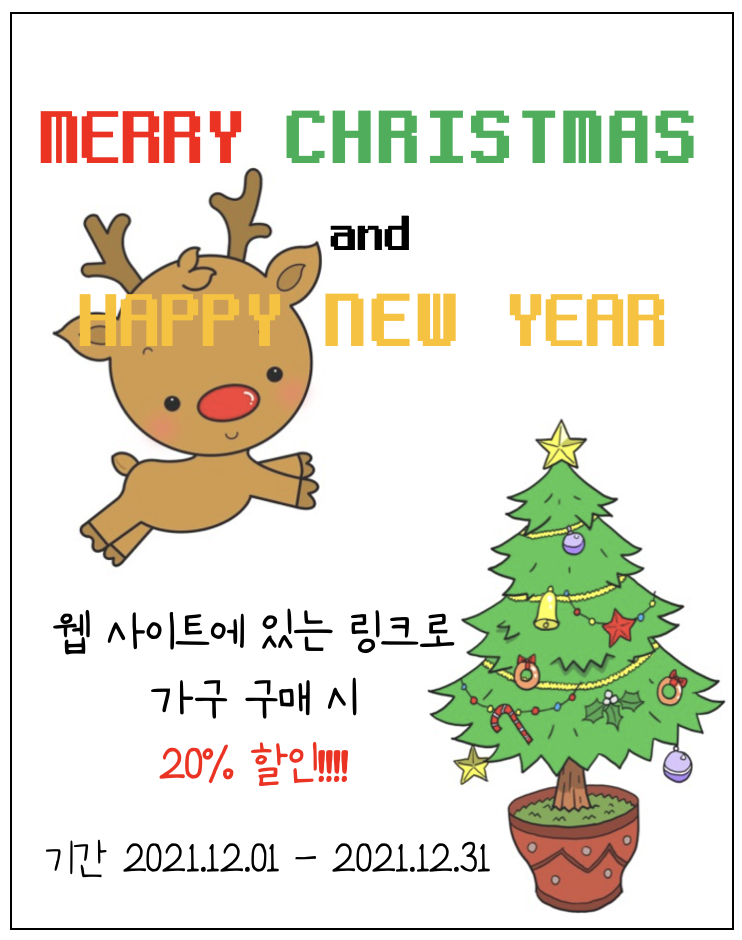 MERRY CHRISTMAS
and
HAPPY NEW YEAR
웹 사이트에 있는 링크로
가구 구매 시
20% 할인!!!!
기간 2021.12.01 - 2021.12.31